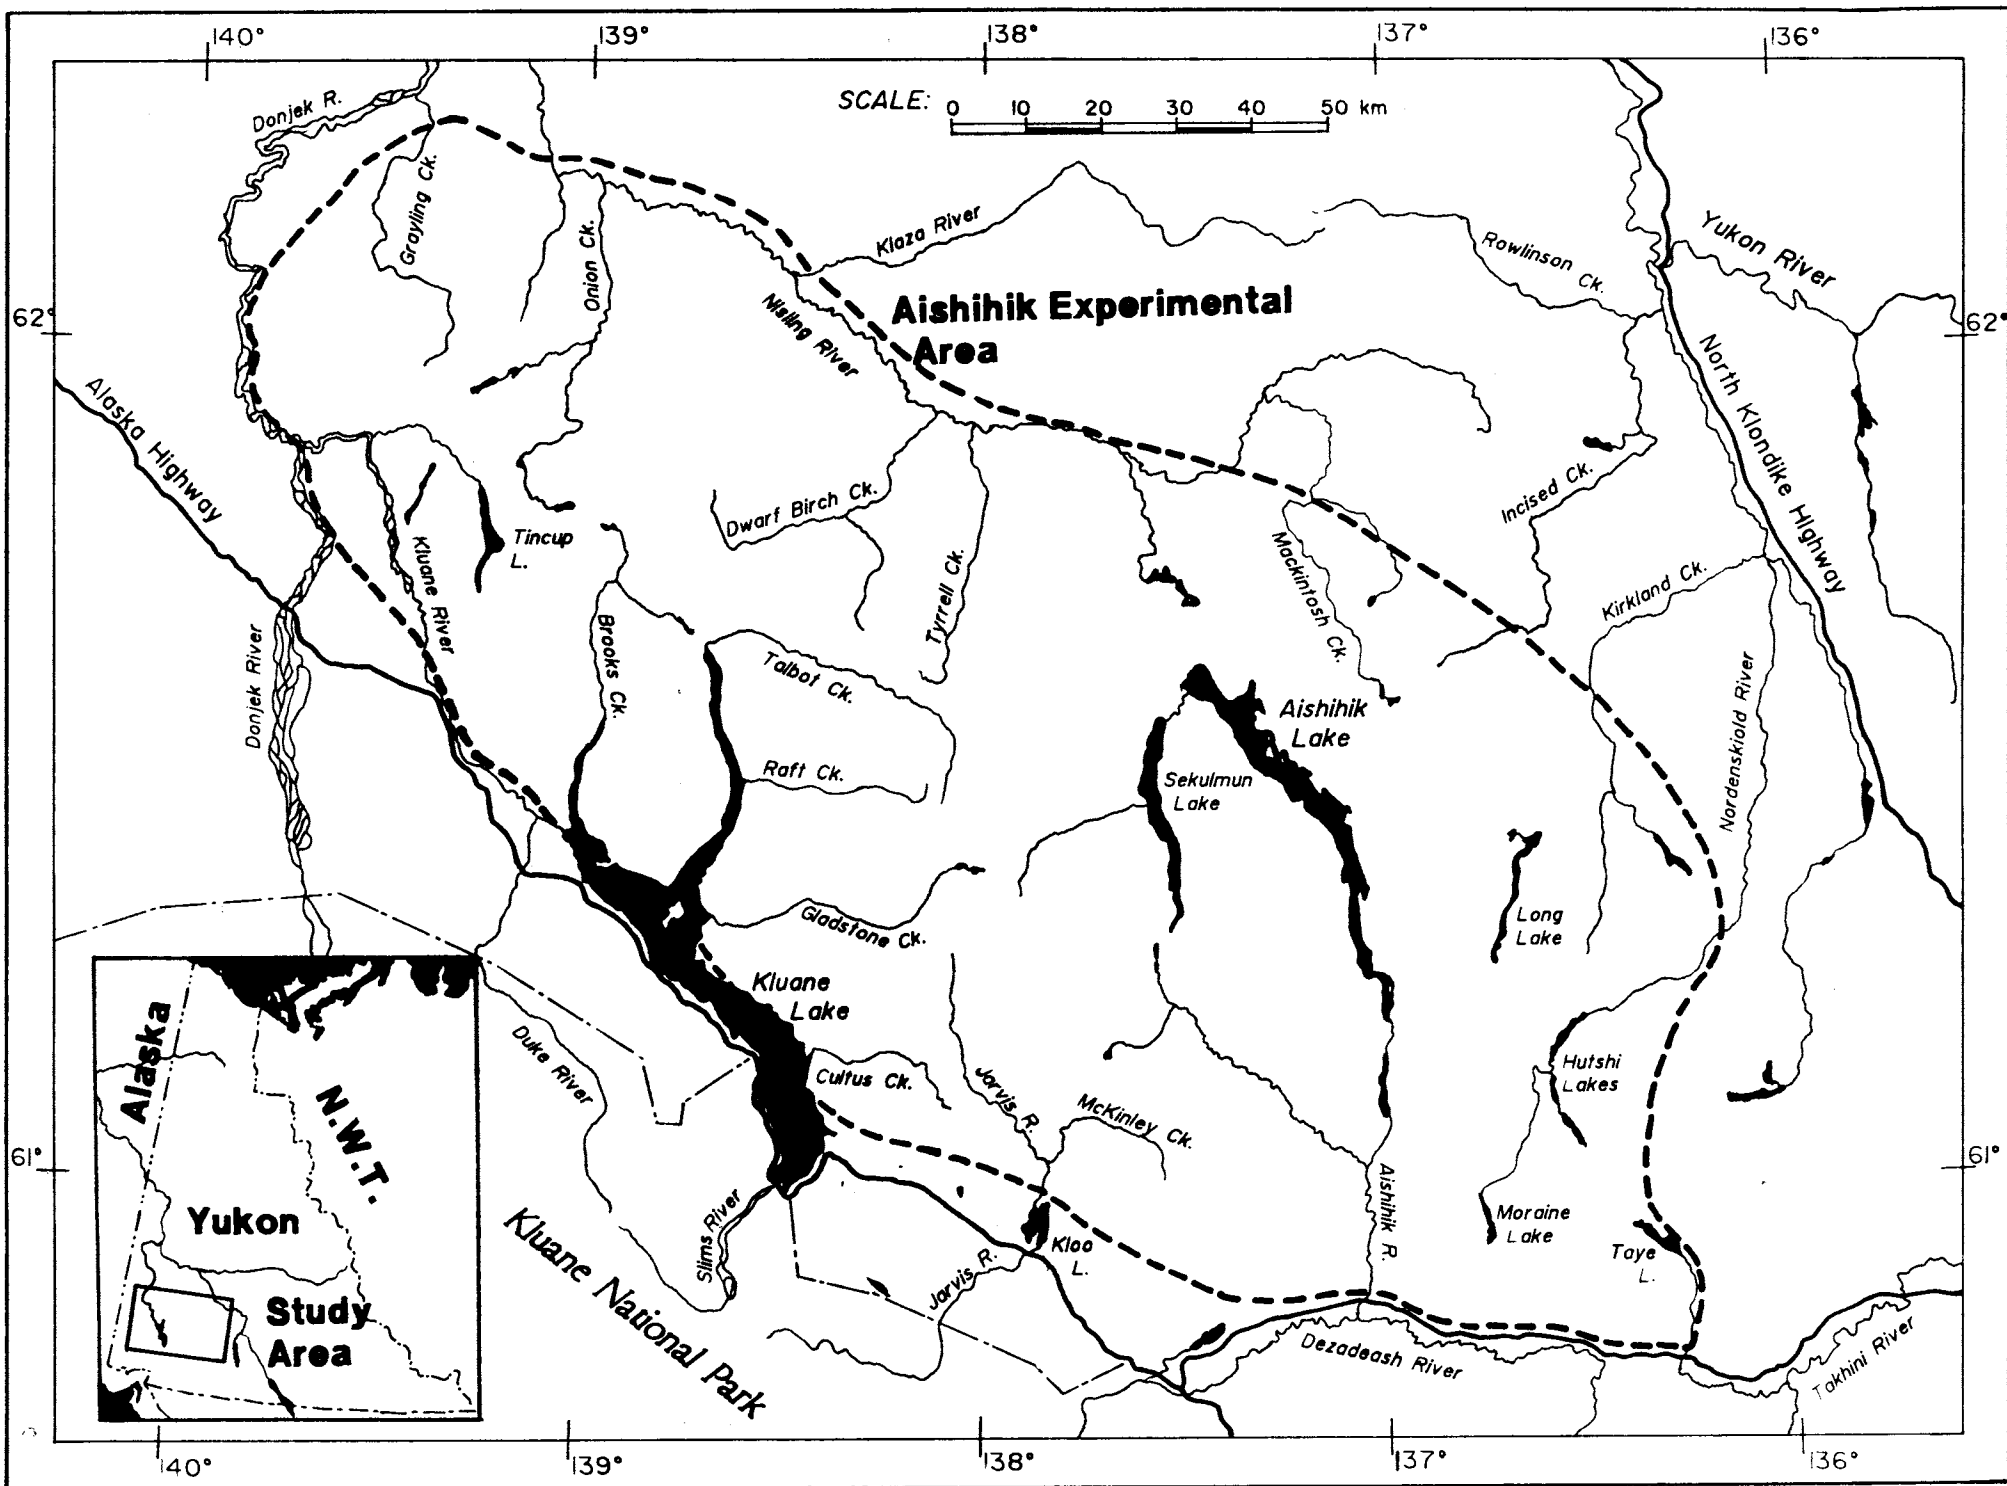 140°
139°
138°
137°
136°
SCALE: 0 10 20 30 40 50 km
Donjek R.
Grayling Ck.
Onion Ck.
Klaza River
Rowlinson Ck.
Yukon River
Nisling River
Aishihik Experimental
Area
62°
62°
Alaska Highway
North Klondike Highway
Dwarf Birch Ck.
Incised Ck.
Tincup
L.
Kluane River
Tyrrell Ck.
Mackintosh Ck.
Kirkland Ck.
Donjek River
Brooks Ck.
Talbot Ck.
Nordenskiold River
Aishihik
Lake
Raft Ck.
Sekulmun
Lake
Gladstone Ck.
Long
Lake
Kluane
Lake
Duke River
Cultus Ck.
Jarvis R.
McKinley Ck.
Hutshi
Lakes
61°
61°
Aishihik R.
Moraine
Lake
Slims River
Kloo
L.
Taye
L.
Jarvis R.
Kluane National Park
Dezadeash River
Takhini River
Alaska
N.W.T.
Yukon
Study
Area
140°
139°
138°
137°
136°